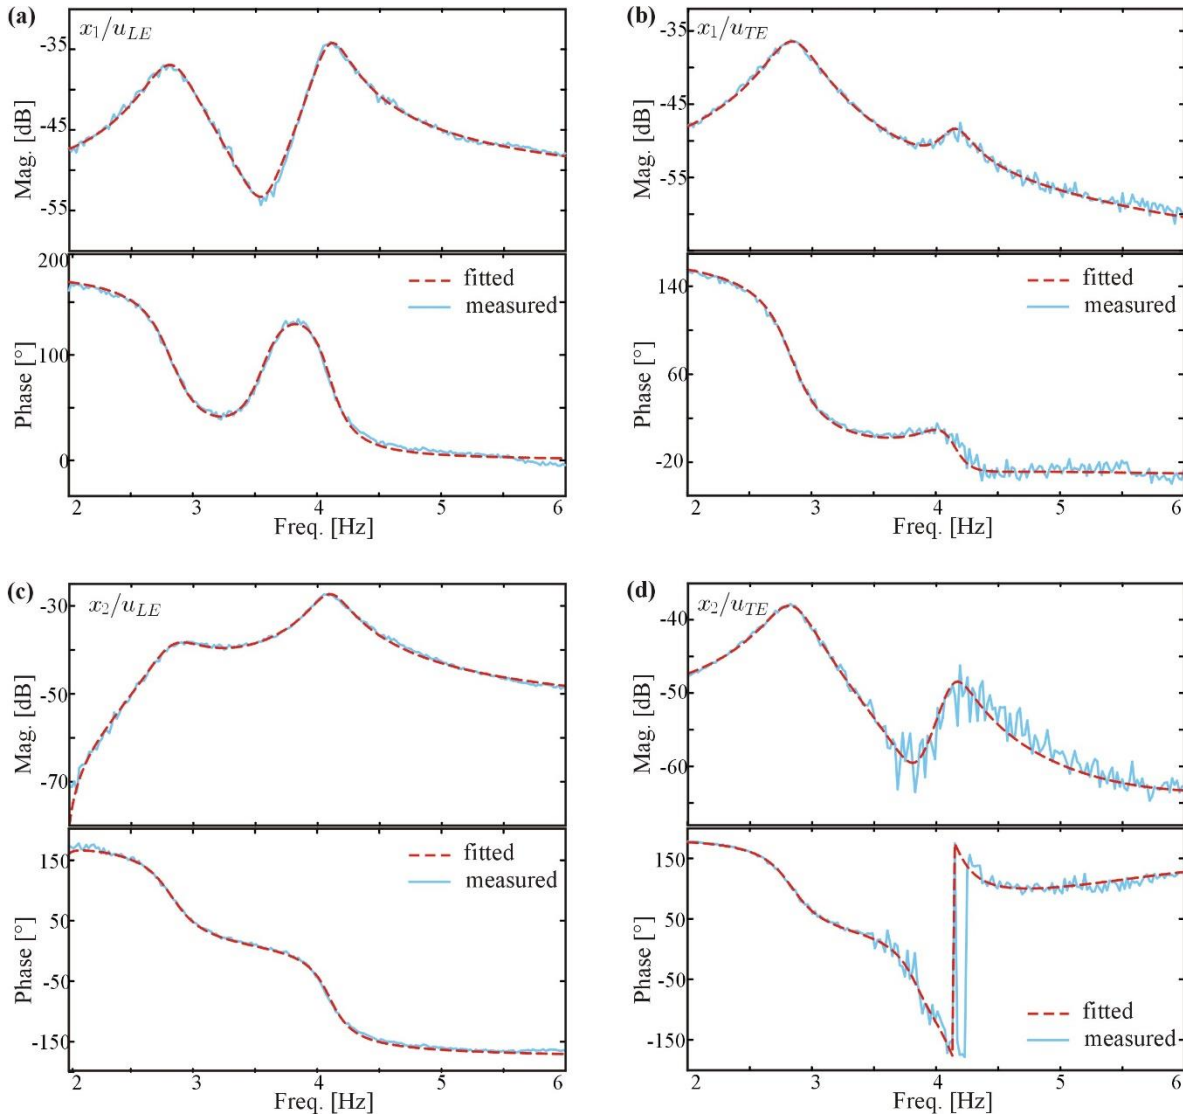 (a)
x₁/u_LE
-35
-45
-55
Mag. [dB]
200
100
0
Phase [°]
fitted
measured
2 3 4 5 6
Freq. [Hz]
(b)
x₁/u_TE
-35
-45
-55
Mag. [dB]
140
60
-20
Phase [°]
fitted
measured
2 3 4 5 6
Freq. [Hz]
(c)
x₂/u_LE
-30
-50
-70
Mag. [dB]
150
50
-50
-150
Phase [°]
fitted
measured
2 3 4 5 6
Freq. [Hz]
(d)
x₂/u_TE
-40
-50
-60
Mag. [dB]
150
50
-50
-150
Phase [°]
fitted
measured
2 3 4 5 6
Freq. [Hz]